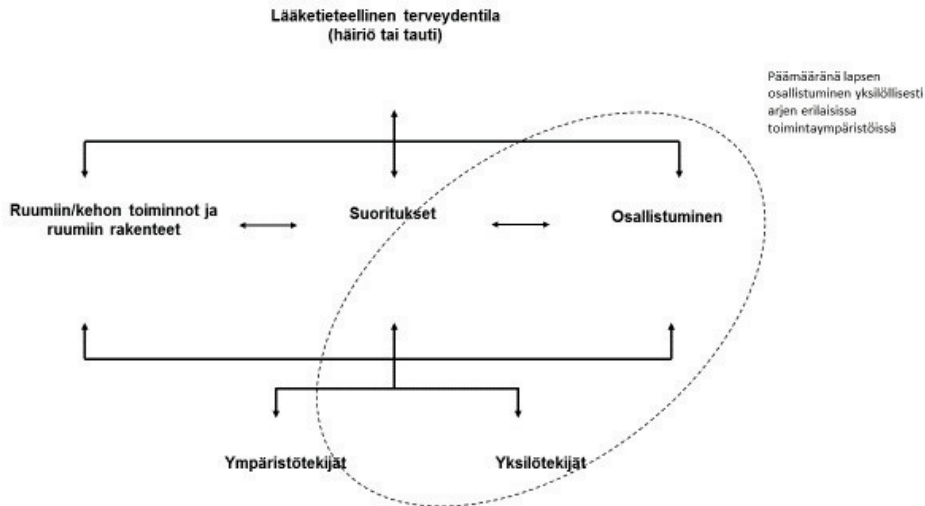 Lääketieteellinen terveydentila
(häiriö tai tauti)
Päämääränä lapsen
osallistuminen yksilöllisesti
arjen erilaisissa
toimintaympäristöissä
Ruumiin/kehon toiminnot ja
ruumiin rakenteet
Suoritukset
Osallistuminen
Ympäristötekijät
Yksilötekijät